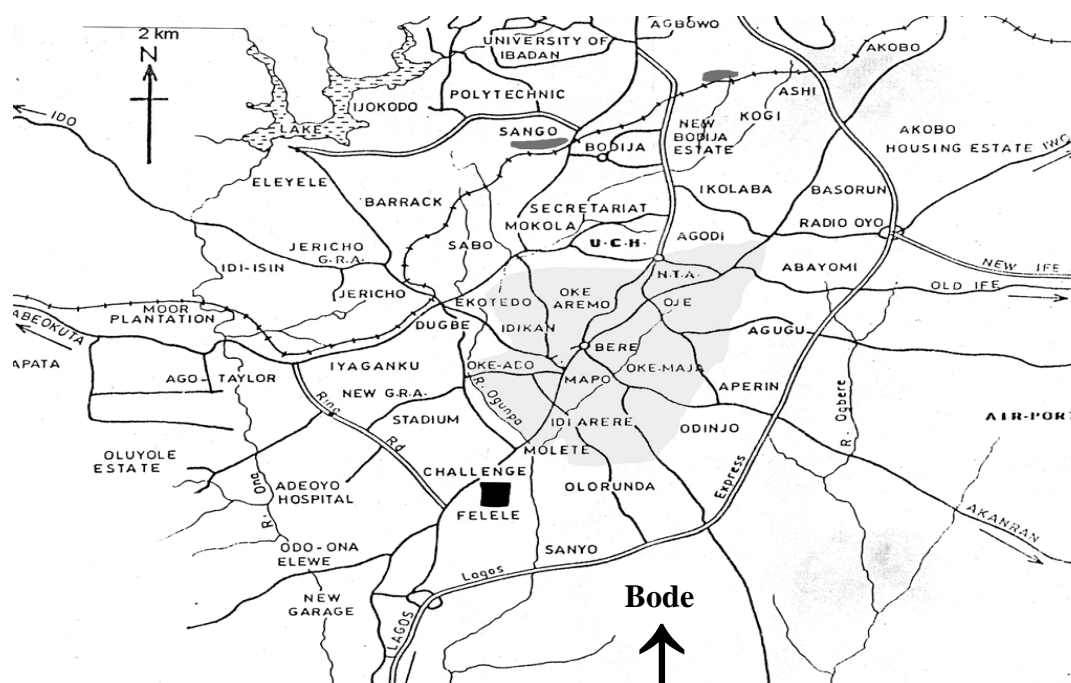 AGBOWO
2 km
N
UNIVERSITY OF
IBADAN
AKOBO
POLYTECHNIC
ASHI
IJOKODO
KOGI
IDO
LAKE
SANGO
NEW
BODIJA
ESTATE
BODIJA
AKOBO
HOUSING ESTATE
IWO
ELEYELE
BARRACK
IKOLABA
BASORUN
SECRETARIAT
MOKOLA
RADIO OYO
JERICHO
G.R.A.
SABO
U.C.H.
AGODI
IDI-ISIN
N.T.A.
ABAYOMI
NEW IFE
OLD IFE
JERICHO
OKE
AREMO
EKOTEDO
OJE
MOOR
PLANTATION
ABEOKUTA
DUGBE
IDIKAN
AGUGU
BERE
APATA
AGO-TAYLOR
IYAGANKU
OKE-ADO
MAPO
OKE-MAJA
APERIN
Ring
Rd
NEW G.R.A.
R. Ogunpa
R. Ogbere
STADIUM
IDI ARERE
ODINJO
AIR-PORT
OLUYOLE
ESTATE
MOLETE
CHALLENGE
ADEOYO
HOSPITAL
R. Ona
OLORUNDA
Express
FELELE
AKANRAN
ODO-ONA
ELEWE
SANYO
Lagos
NEW
GARAGE
LAGOS
Bode